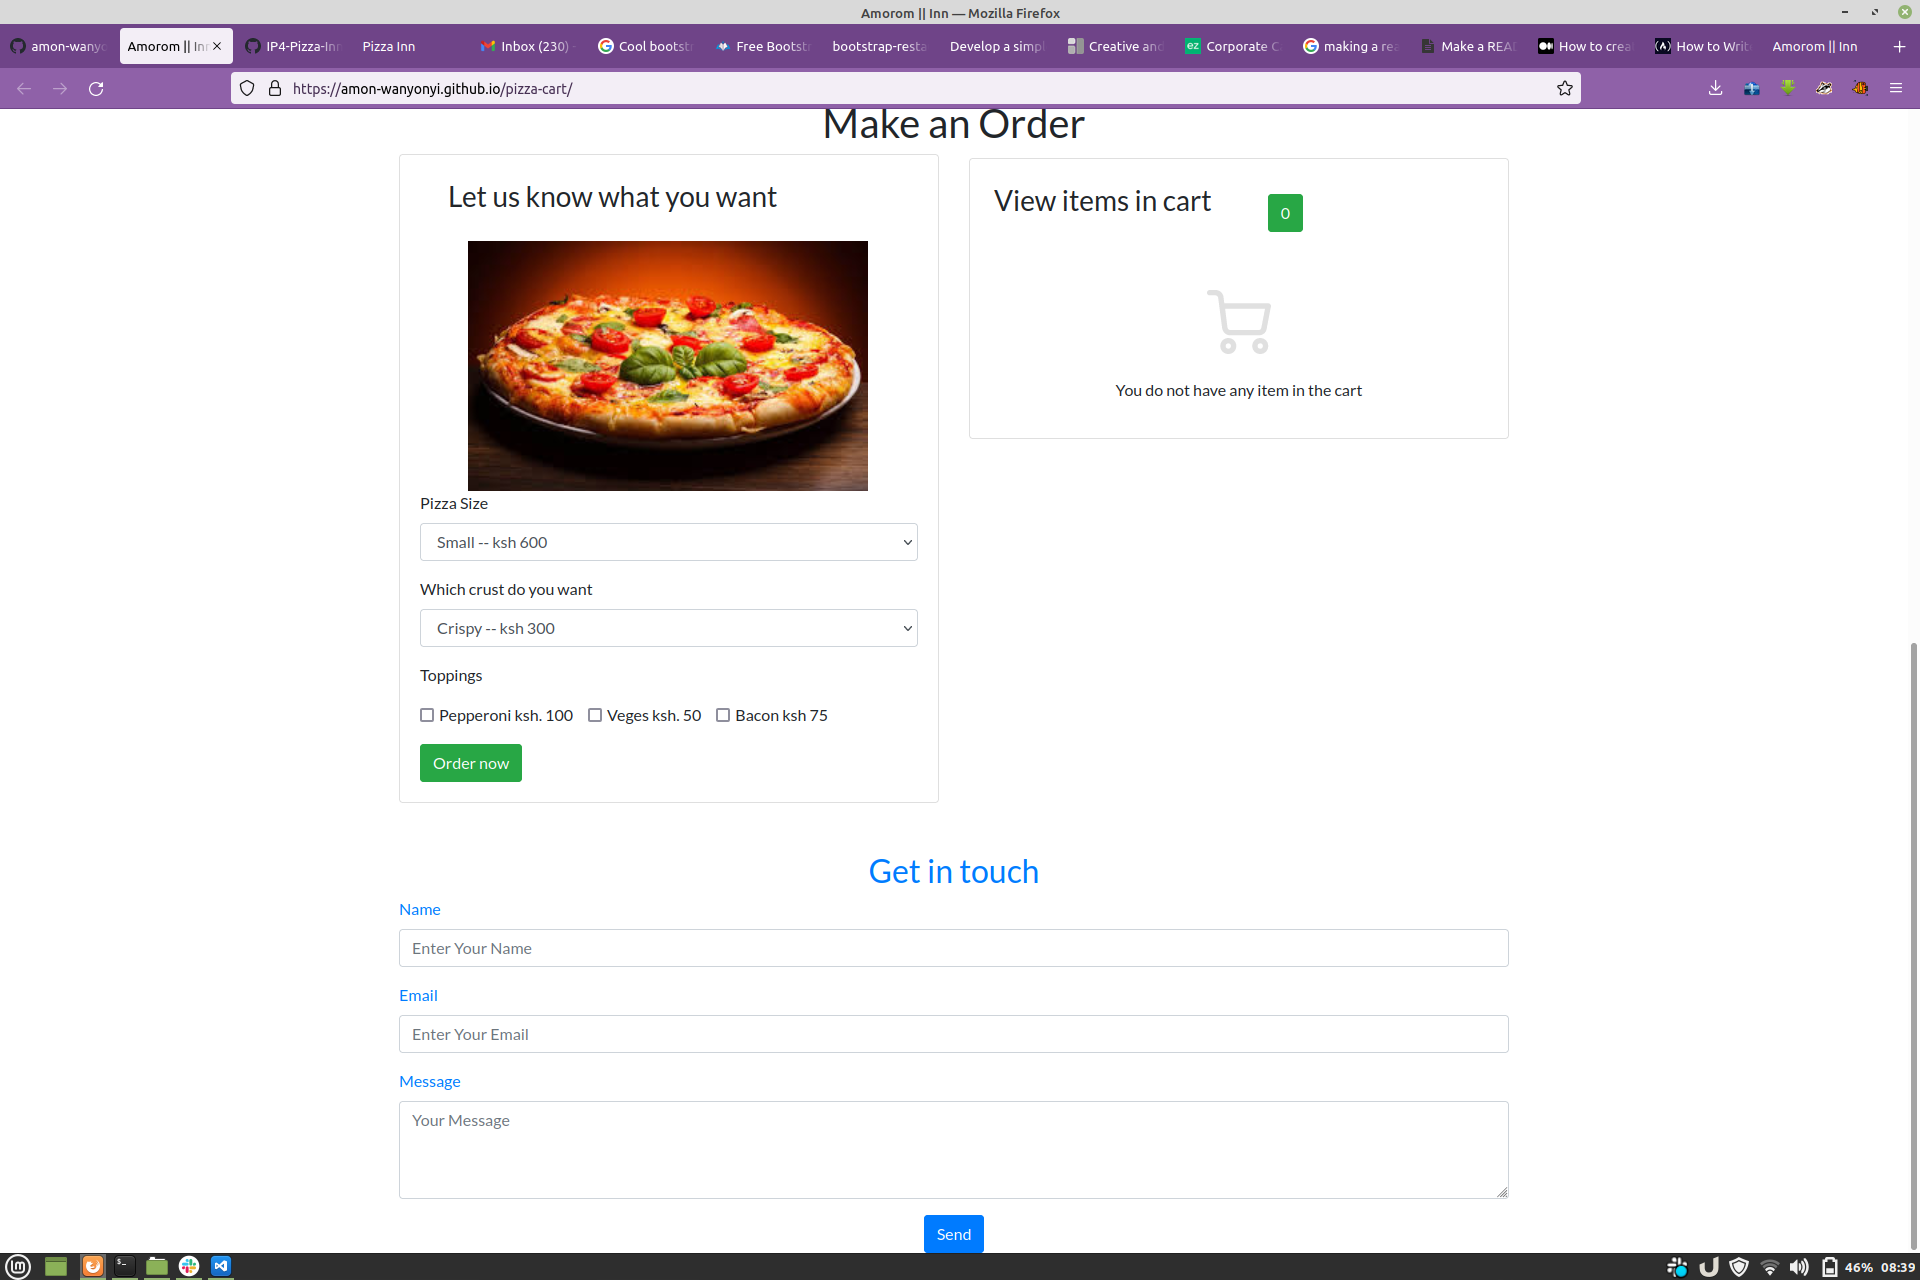 Amorom || Inn — Mozilla Firefox
amon-wanyo
Amorom || Inn
IP4-Pizza-Inn
Pizza Inn
Inbox (230)
Cool bootst
Free Bootst
bootstrap-resta
Develop a simpl
Creative and
Corporate C
making a rea
Make a REA
How to crea
How to Writ
Amorom || Inn
https://amon-wanyonyi.github.io/pizza-cart/
Make an Order
Let us know what you want
Pizza Size
Small -- ksh 600
Which crust do you want
Crispy -- ksh 300
Toppings
Pepperoni ksh. 100 Veges ksh. 50 Bacon ksh 75
Order now
View items in cart 0
You do not have any item in the cart
Get in touch
Name
Enter Your Name
Email
Enter Your Email
Message
Your Message
Send
46% 08:39